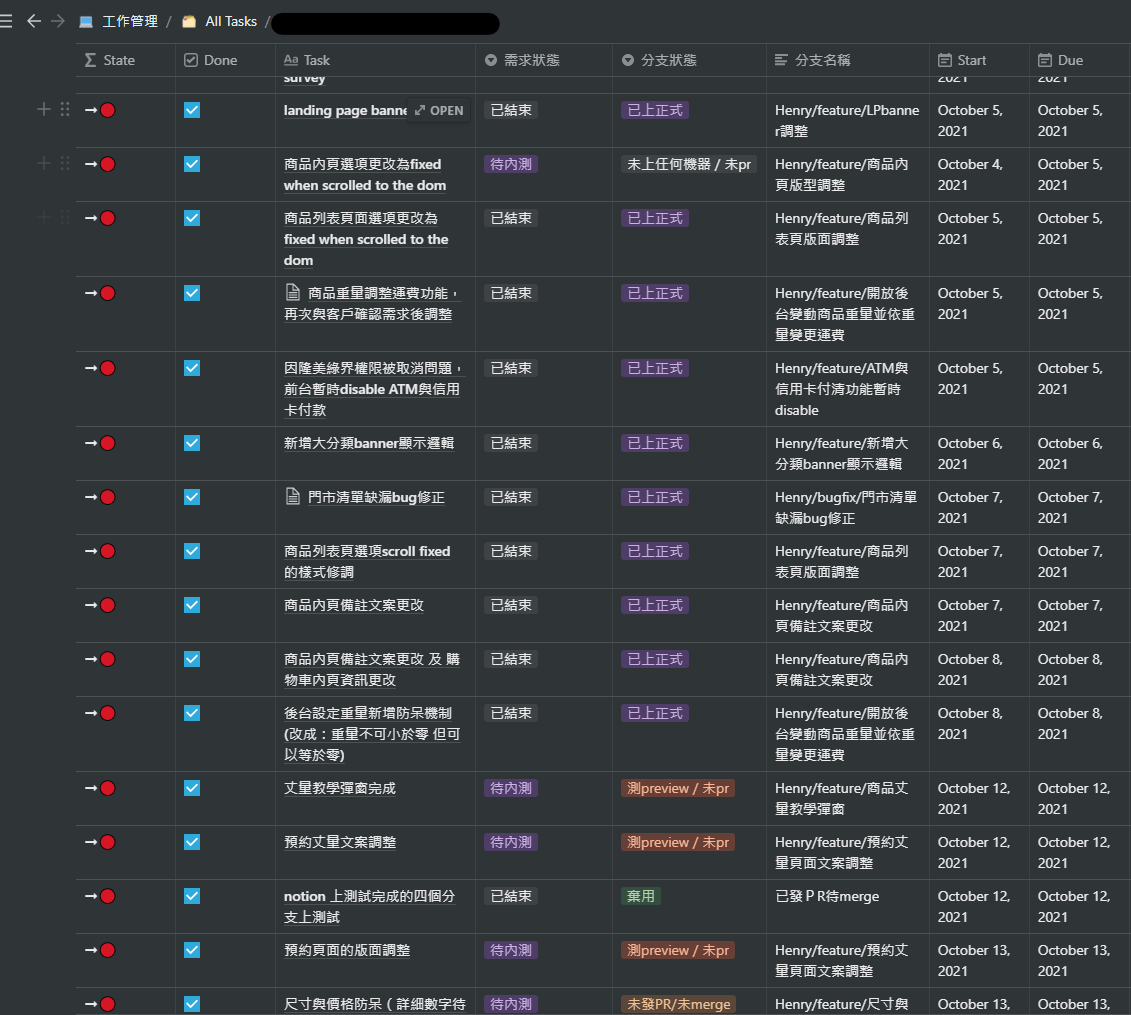 工作管理 / All Tasks /
State Done Aa Task 需求狀態 分支狀態 分支名稱 Start Due
survey 2021 2021
landing page banne OPEN 已結束 已上正式 Henry/feature/LPbanne October 5, October 5,
r調整 2021 2021
商品內頁選項更改為fixed 待內測 未上任何機器 / 未pr Henry/feature/商品內 October 4, October 5,
when scrolled to the dom 頁版型調整 2021 2021
商品列表頁面選項更改為 已結束 已上正式 Henry/feature/商品列 October 5, October 5,
fixed when scrolled to the 表頁版面調整 2021 2021
dom
商品重量調整運費功能， 已結束 已上正式 Henry/feature/開放後 October 5, October 5,
再次與客戶確認需求後調整 台變動商品重量並依重 2021 2021
量變更運費
因隆美綠界權限被取消問題， 已結束 已上正式 Henry/feature/ATM與 October 5, October 5,
前台暫時disable ATM與信用 信用卡付清功能暫時 2021 2021
卡付款 disable
新增大分類banner顯示邏輯 已結束 已上正式 Henry/feature/新增大 October 6, October 6,
分類banner顯示邏輯 2021 2021
門市清單缺漏bug修正 已結束 已上正式 Henry/bugfix/門市清單 October 7, October 7,
缺漏bug修正 2021 2021
商品列表頁選項scroll fixed 已結束 已上正式 Henry/feature/商品列 October 7, October 7,
的樣式修調 表頁版面調整 2021 2021
商品內頁備註文案更改 已結束 已上正式 Henry/feature/商品內 October 7, October 7,
頁備註文案更改 2021 2021
商品內頁備註文案更改 及 購 已結束 已上正式 Henry/feature/商品內 October 8, October 8,
物車內頁資訊更改 頁備註文案更改 2021 2021
後台設定重量新增防呆機制 已結束 已上正式 Henry/feature/開放後 October 8, October 8,
(改成：重量不可小於零 但可 台變動商品重量並依重 2021 2021
以等於零) 量變更運費
丈量教學彈窗完成 待內測 測preview / 未pr Henry/feature/商品丈 October 12, October 12,
量教學彈窗 2021 2021
預約丈量文案調整 待內測 測preview / 未pr Henry/feature/預約丈 October 12, October 12,
量頁面文案調整 2021 2021
notion 上測試完成的四個分 已結束 棄用 已發ＰR待merge October 12, October 12,
支上測試 2021 2021
預約頁面的版面調整 待內測 測preview / 未pr Henry/feature/預約丈 October 13, October 13,
量頁面文案調整 2021 2021
尺寸與價格防呆（詳細數字待 待內測 未發PR/未merge Henry/feature/尺寸與 October 13, October 13,